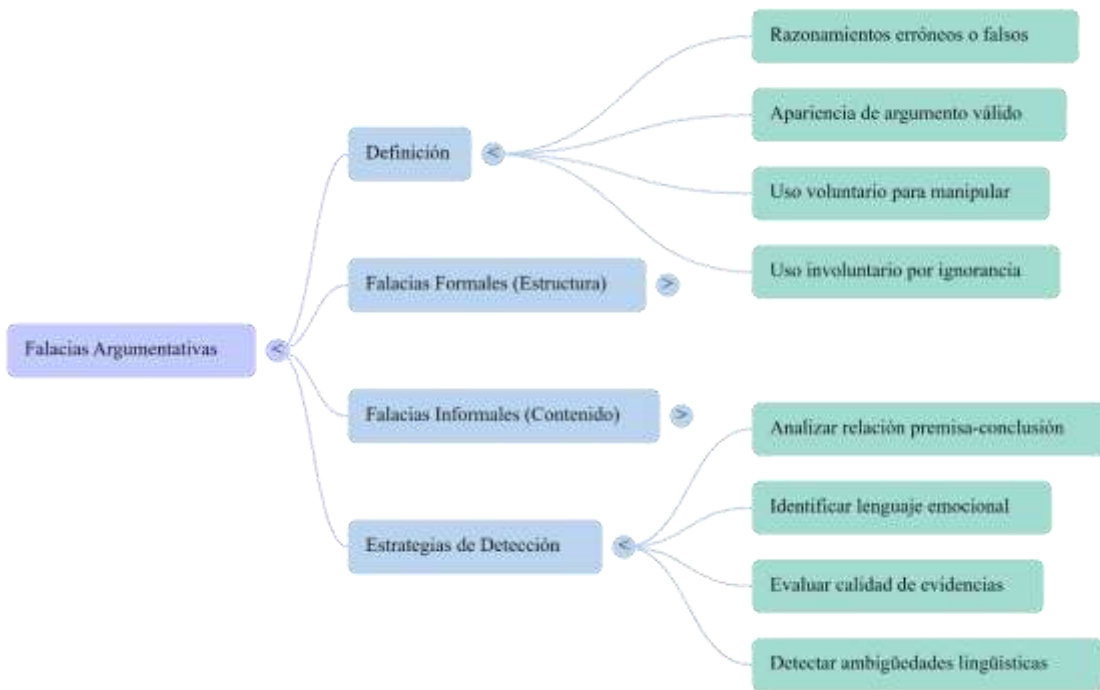 Falacias Argumentativas
Definición
<
Razonamientos erróneos o falsos
Apariencia de argumento válido
Uso voluntario para manipular
Uso involuntario por ignorancia
Falacias Formales (Estructura)
>
<
Falacias Informales (Contenido)
>
Estrategias de Detección
<
Analizar relación premisa-conclusión
Identificar lenguaje emocional
Evaluar calidad de evidencias
Detectar ambigüedades lingüísticas